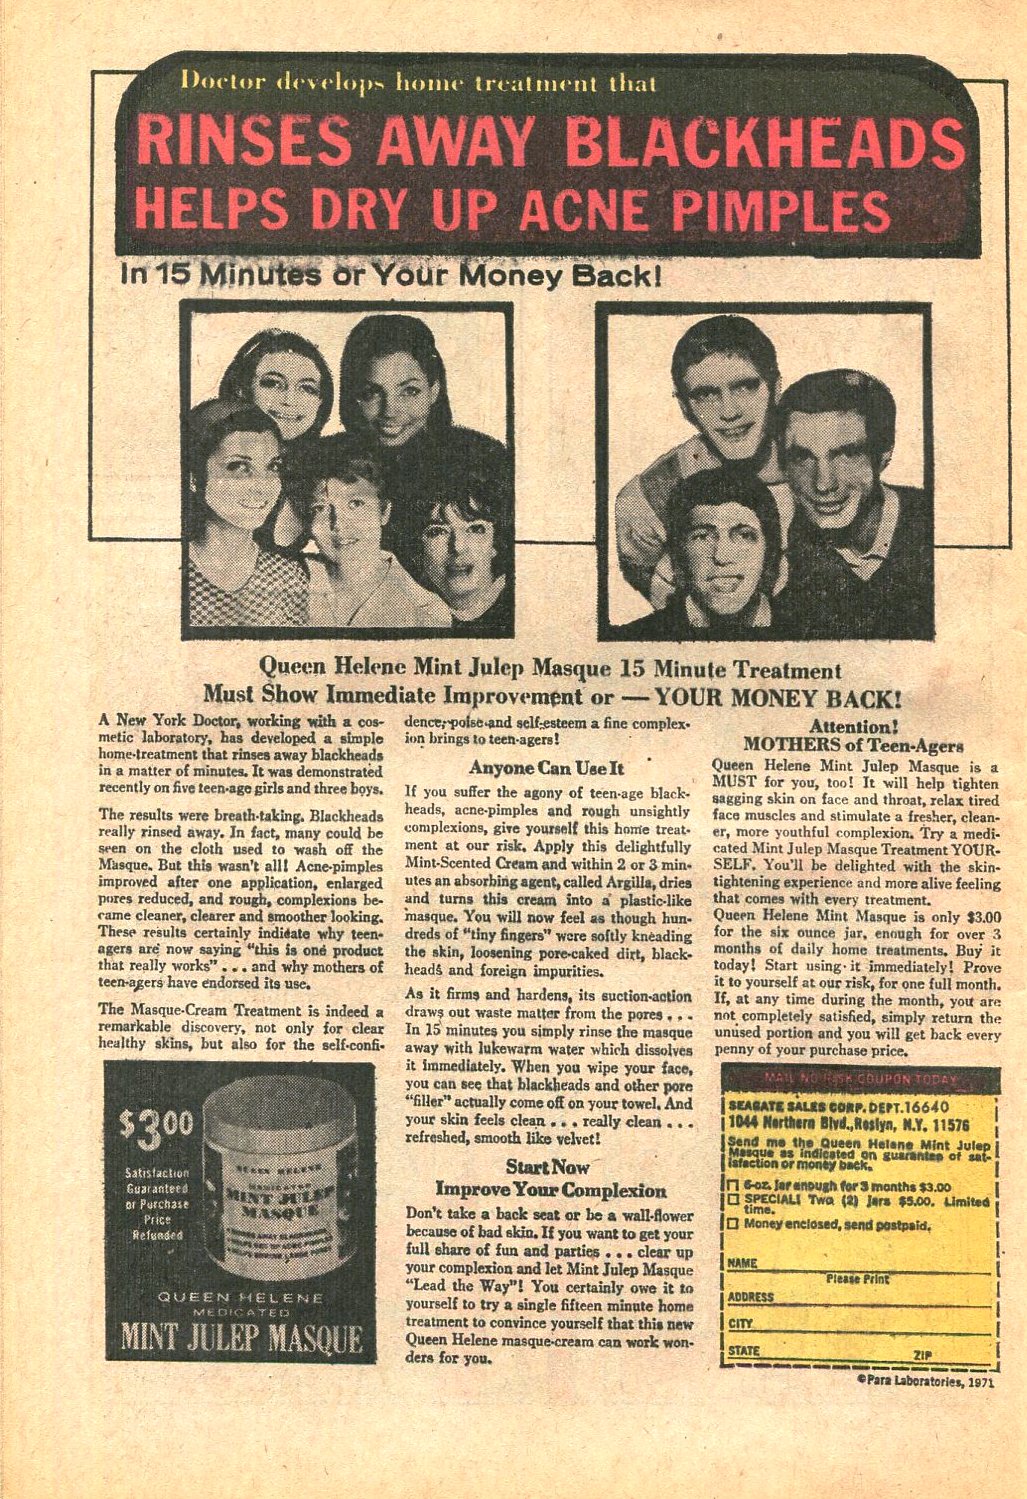 Doctor develops home treatment that
RINSES AWAY BLACKHEADS
HELPS DRY UP ACNE PIMPLES
In 15 Minutes or Your Money Back!
Queen Helene Mint Julep Masque 15 Minute Treatment
Must Show Immediate Improvement or — YOUR MONEY BACK!
A New York Doctor, working with a cos-
metic laboratory, has developed a simple
home-treatment that rinses away blackheads
in a matter of minutes. It was demonstrated
recently on five teen-age girls and three boys.
The results were breath-taking. Blackheads
really rinsed away. In fact, many could be
seen on the cloth used to wash off the
Masque. But this wasn't all! Acne-pimples
improved after one application, enlarged
pores reduced, and rough, complexions be-
came cleaner, clearer and smoother looking.
These results certainly indicate why teen-
agers are now saying "this is one product
that really works" . . . and why mothers of
teen-agers have endorsed its use.
The Masque-Cream Treatment is indeed a
remarkable discovery, not only for clear
healthy skins, but also for the self-confi-
$3.00
Satisfaction
Guaranteed
or Purchase
Price
Refunded
QUEEN HELENE
MEDICATED
MINT JULEP
MASQUE
QUEEN HELENE
MEDICATED
MINT JULEP MASQUE
dence, poise and self-esteem a fine complex-
ion brings to teen-agers!
Anyone Can Use It
If you suffer the agony of teen-age black-
heads, acne-pimples and rough unsightly
complexions, give yourself this home treat-
ment at our risk. Apply this delightfully
Mint-Scented Cream and within 2 or 3 min-
utes an absorbing agent, called Argilla, dries
and turns this cream into a plastic-like
masque. You will now feel as though hun-
dreds of "tiny fingers" were softly kneading
the skin, loosening pore-caked dirt, black-
heads and foreign impurities.
As it firms and hardens, its suction-action
draws out waste matter from the pores . . .
In 15 minutes you simply rinse the masque
away with lukewarm water which dissolves
it immediately. When you wipe your face,
you can see that blackheads and other pore
"filler" actually come off on your towel. And
your skin feels clean . . . really clean . . .
refreshed, smooth like velvet!
Start Now
Improve Your Complexion
Don't take a back seat or be a wall-flower
because of bad skin. If you want to get your
full share of fun and parties . . . clear up
your complexion and let Mint Julep Masque
"Lead the Way"! You certainly owe it to
yourself to try a single fifteen minute home
treatment to convince yourself that this new
Queen Helene masque-cream can work won-
ders for you.
Attention!
MOTHERS of Teen-Agers
Queen Helene Mint Julep Masque is a
MUST for you, too! It will help tighten
sagging skin on face and throat, relax tired
face muscles and stimulate a fresher, clean-
er, more youthful complexion. Try a medi-
cated Mint Julep Masque Treatment YOUR-
SELF. You'll be delighted with the skin-
tightening experience and more alive feeling
that comes with every treatment.
Queen Helene Mint Masque is only $3.00
for the six ounce jar, enough for over 3
months of daily home treatments. Buy it
today! Start using it immediately! Prove
it to yourself at our risk, for one full month.
If, at any time during the month, you are
not completely satisfied, simply return the
unused portion and you will get back every
penny of your purchase price.
MAIL NO RISK COUPON TODAY
SEAGATE SALES CORP. DEPT.16640
1044 Northern Blvd., Roslyn, N.Y. 11576
Send me the Queen Helene Mint Julep
Masque as indicated on guarantee of sat-
isfaction or money back.
6-oz. Jar enough for 3 months $3.00
SPECIAL! Two (2) Jars $5.00. Limited
time.
Money enclosed, send postpaid.
NAME
Please Print
ADDRESS
CITY
STATE ZIP
©Para Laboratories, 1971